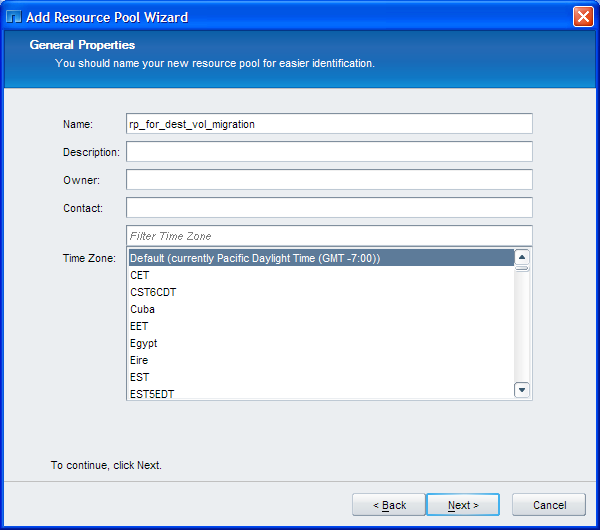 Add Resource Pool Wizard
General Properties
You should name your new resource pool for easier identification.
Name: rp_for_dest_vol_migration
Description:
Owner:
Contact:
Filter Time Zone
Time Zone: Default (currently Pacific Daylight Time (GMT -7:00))
CET
CST6CDT
Cuba
EET
Egypt
Eire
EST
EST5EDT
To continue, click Next.
< Back Next > Cancel